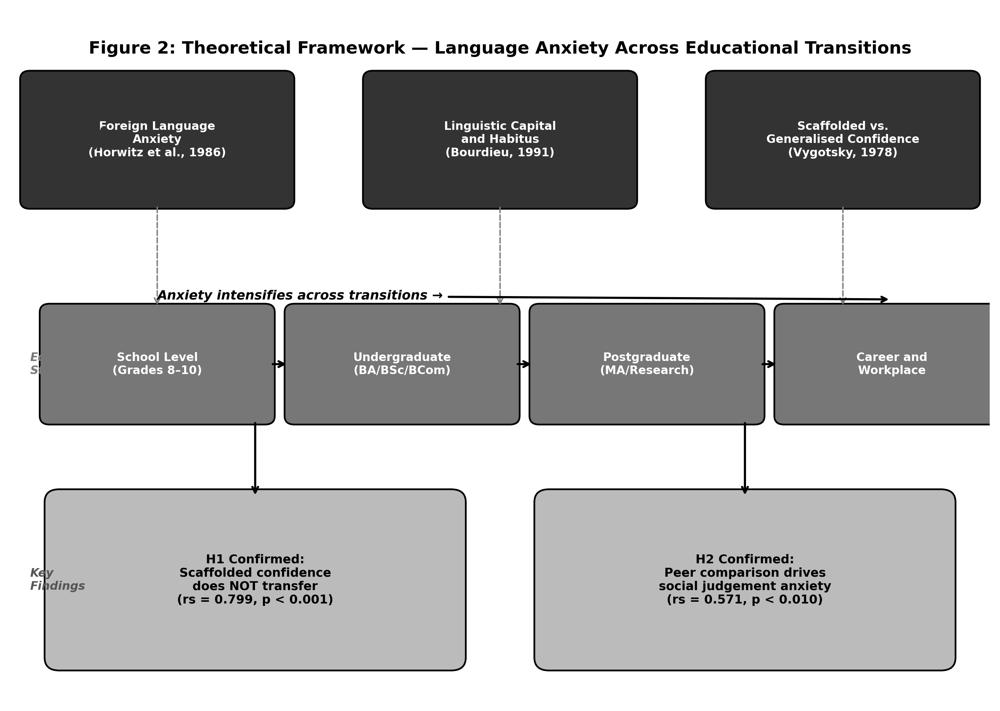 Figure 2: Theoretical Framework — Language Anxiety Across Educational Transitions
Foreign Language
Anxiety
(Horwitz et al., 1986)
Linguistic Capital
and Habitus
(Bourdieu, 1991)
Scaffolded vs.
Generalised Confidence
(Vygotsky, 1978)
Anxiety intensifies across transitions →
School Level
(Grades 8–10)
Undergraduate
(BA/BSc/BCom)
Postgraduate
(MA/Research)
Career and
Workplace
Key
Findings
H1 Confirmed:
Scaffolded confidence
does NOT transfer
(rs = 0.799, p < 0.001)
H2 Confirmed:
Peer comparison drives
social judgement anxiety
(rs = 0.571, p < 0.010)